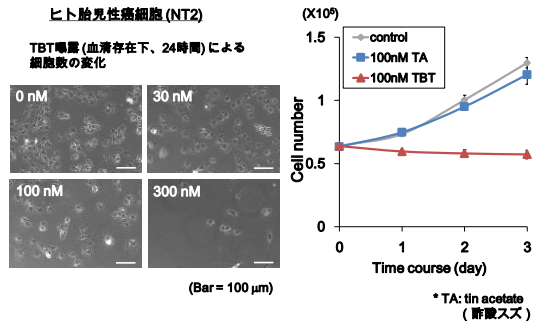 ヒト胎児性癌細胞 (NT2)
TBT曝露 (血清存在下、24時間) による
細胞数の変化
0 nM
30 nM
100 nM
300 nM
(Bar = 100 μm)
(X10⁵)
control
100nM TA
100nM TBT
Cell number
1.5
1
0.5
0
0 1 2 3
Time course (day)
* TA: tin acetate
（酢酸スズ）